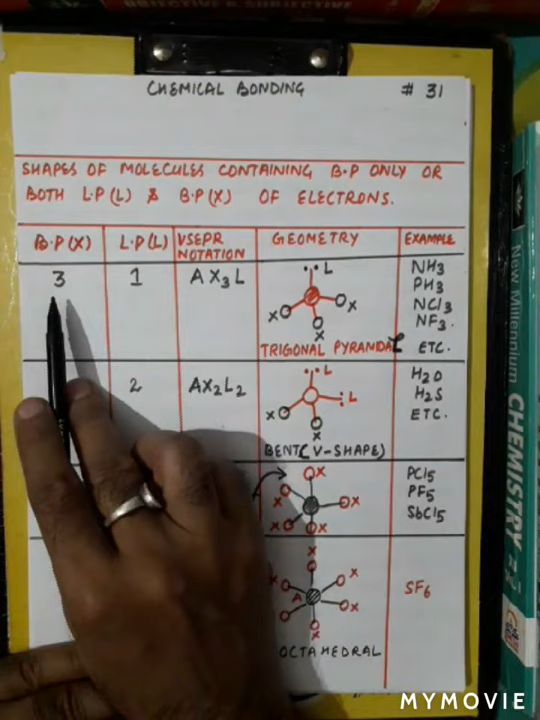 OBJECTIVE & SUBJECTIVE
CHEMICAL BONDING # 31
SHAPES OF MOLECULES CONTAINING B.P ONLY OR
BOTH L.P (L) & B.P (X) OF ELECTRONS.
B.P (X) L.P (L) VSEPR NOTATION GEOMETRY EXAMPLE
3 1 AX3L
L
X X
X
TRIGONAL PYRAMIDAL
NH3
PH3
NCl3
NF3.
ETC.
2 AX2L2
L
L
X
X
BENT (V-SHAPE)
H2O
H2S
ETC.
X
X X
X X
PCl5
PF5
SbCl5
X
X X
A X
X
OCTAHEDRAL
SF6
New Millennium
CHEMISTRY
MYMOVIE